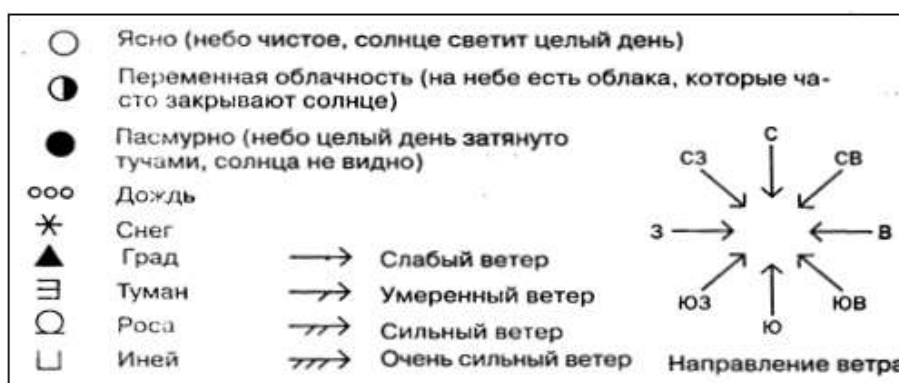 Ясно (небо чистое, солнце светит целый день)
Переменная облачность (на небе есть облака, которые ча-
сто закрывают солнце)
Пасмурно (небо целый день затянуто
тучами, солнца не видно)
Дождь
Снег
Град
Туман
Роса
Иней
Слабый ветер
Умеренный ветер
Сильный ветер
Очень сильный ветер
С
СЗ СВ
З В
ЮЗ ЮВ
Ю
Направление ветра